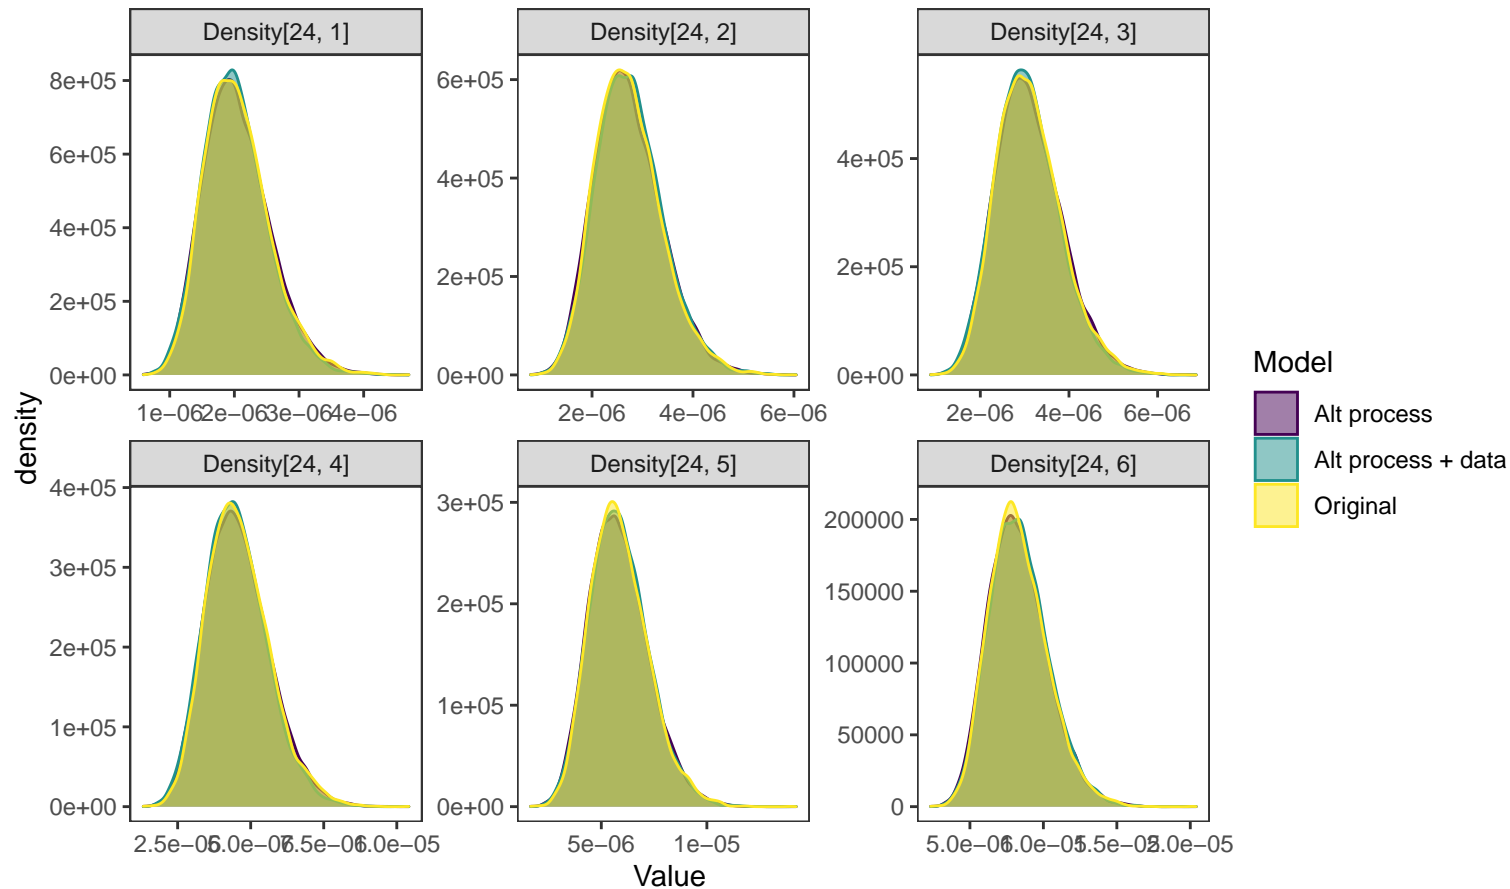 Density[24, 1]
Density[24, 2]
Density[24, 3]
8e+05
6e+05
4e+05
2e+05
0e+00
6e+05
4e+05
2e+05
0e+00
4e+05
2e+05
0e+00
1e−06 2e−06 3e−06 4e−06
2e−06 4e−06 6e−06
2e−06 4e−06 6e−06
Density[24, 4]
Density[24, 5]
Density[24, 6]
4e+05
3e+05
2e+05
1e+05
0e+00
3e+05
2e+05
1e+05
0e+00
200000
150000
100000
50000
0
2.5e−06 5.0e−06 7.5e−06 1.0e−05
5e−06 1e−05
5.0e−06 1.0e−05 1.5e−05 2.0e−05
density
Value
Model
Alt process
Alt process + data
Original